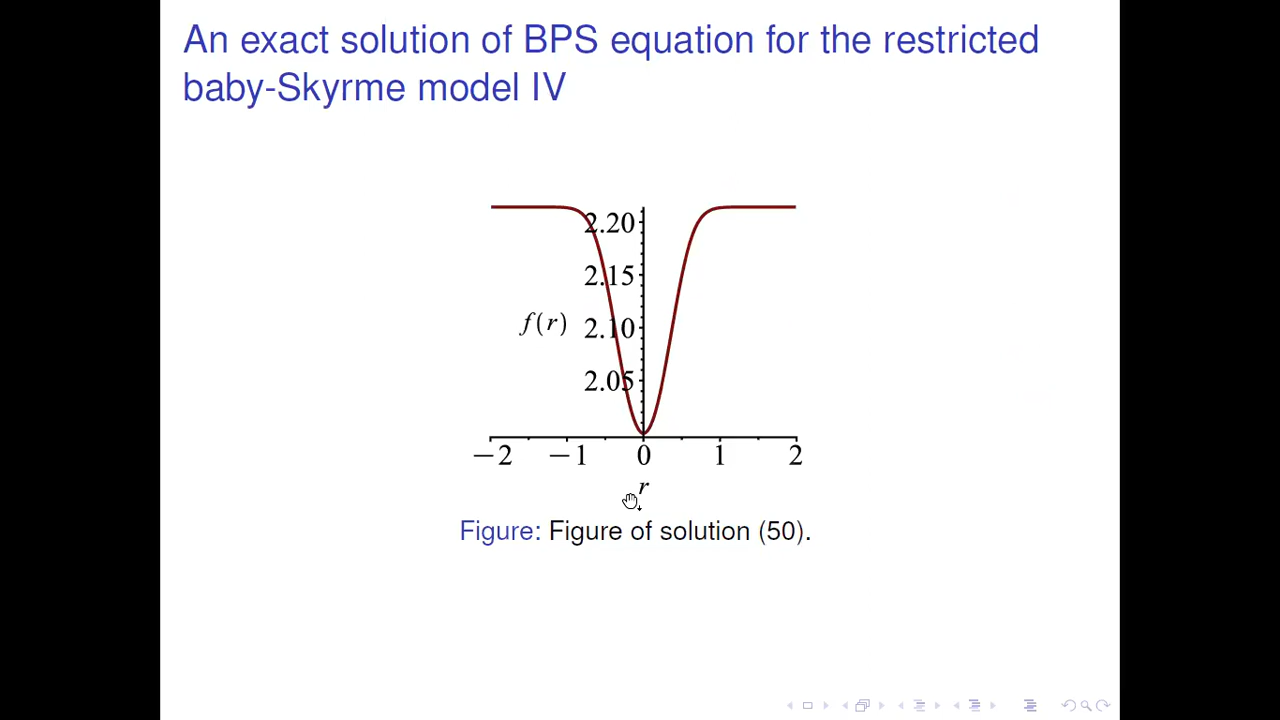 An exact solution of BPS equation for the restricted
baby-Skyrme model IV
2.20
2.15
f(r) 2.10
2.05
−2 −1 0 1 2
r
Figure: Figure of solution (50).